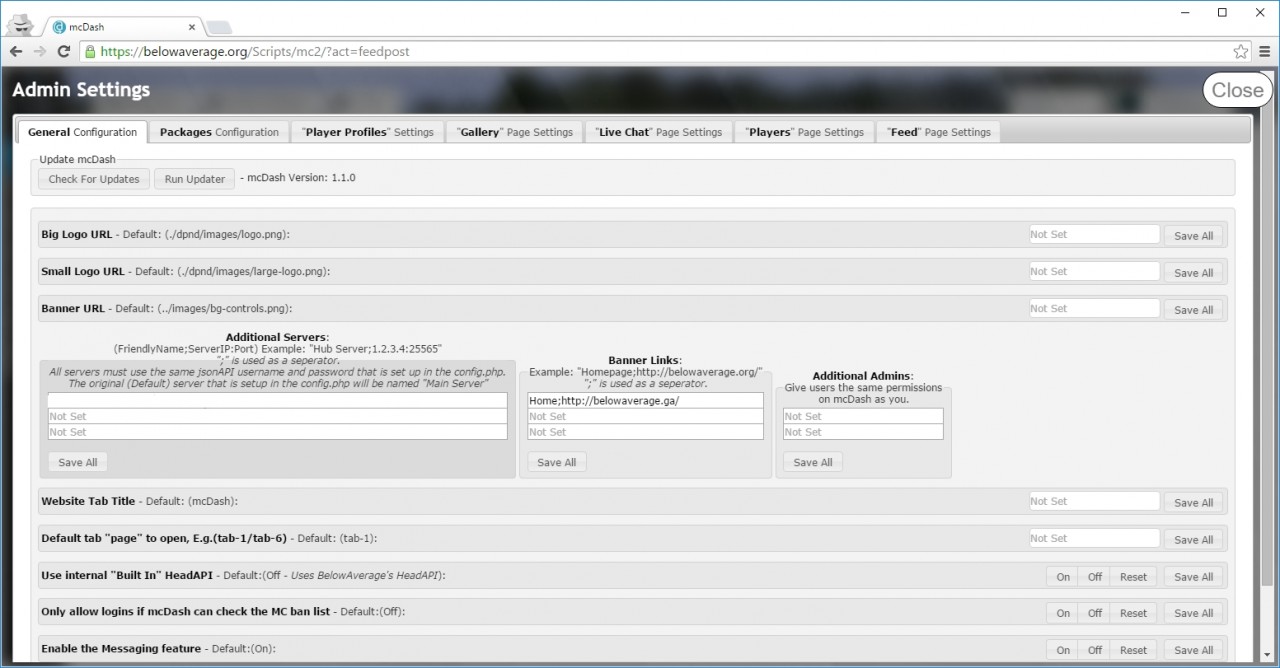 mcDash
https://belowaverage.org/Scripts/mc2/?act=feedpost
Admin Settings
Close
General Configuration
Packages Configuration
"Player Profiles" Settings
"Gallery" Page Settings
"Live Chat" Page Settings
"Players" Page Settings
"Feed" Page Settings
Update mcDash
Check For Updates
Run Updater
- mcDash Version: 1.1.0
Big Logo URL - Default: (./dpnd/images/logo.png):
Not Set
Save All
Small Logo URL - Default: (./dpnd/images/large-logo.png):
Not Set
Save All
Banner URL - Default: (../images/bg-controls.png):
Not Set
Save All
Additional Servers:
(FriendlyName;ServerIP:Port) Example: "Hub Server;1.2.3.4:25565"
";" is used as a seperator.
All servers must use the same jsonAPI username and password that is set up in the config.php.
The original (Default) server that is setup in the config.php will be named "Main Server"
Not Set
Not Set
Save All
Banner Links:
Example: "Homepage;http://belowaverage.org/"
";" is used as a seperator.
Home;http://belowaverage.ga/
Not Set
Not Set
Save All
Additional Admins:
Give users the same permissions
on mcDash as you.
Not Set
Not Set
Save All
Website Tab Title - Default: (mcDash):
Not Set
Save All
Default tab "page" to open, E.g.(tab-1/tab-6) - Default: (tab-1):
Not Set
Save All
Use internal "Built In" HeadAPI - Default:(Off - Uses BelowAverage's HeadAPI):
On
Off
Reset
Save All
Only allow logins if mcDash can check the MC ban list - Default:(Off):
On
Off
Reset
Save All
Enable the Messaging feature - Default:(On):
On
Off
Reset
Save All